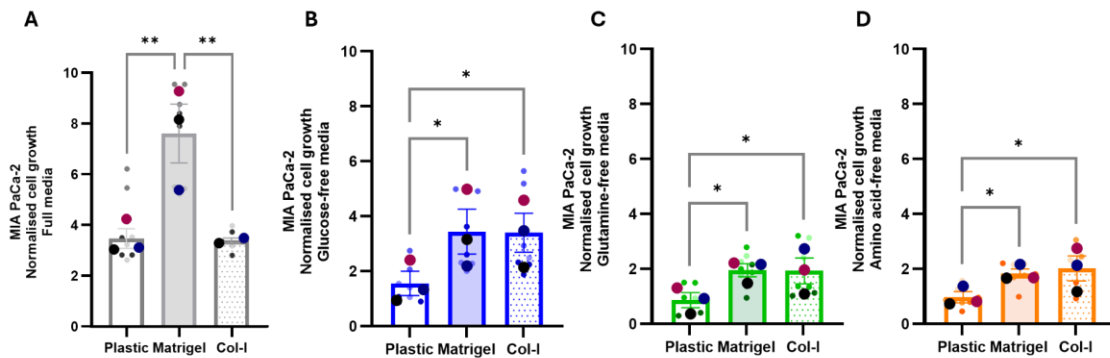 A
MIA PaCa-2
Normalised cell growth
Full media
10
8
6
4
2
0
** **
Plastic Matrigel Col-I
B
MIA PaCa-2
Normalised cell growth
Glucose-free media
10
8
6
4
2
0
*
*
Plastic Matrigel Col-I
C
MIA PaCa-2
Normalised cell growth
Glutamine-free media
10
8
6
4
2
0
*
*
Plastic Matrigel Col-I
D
MIA PaCa-2
Normalised cell growth
Amino acid-free media
10
8
6
4
2
0
*
*
Plastic Matrigel Col-I